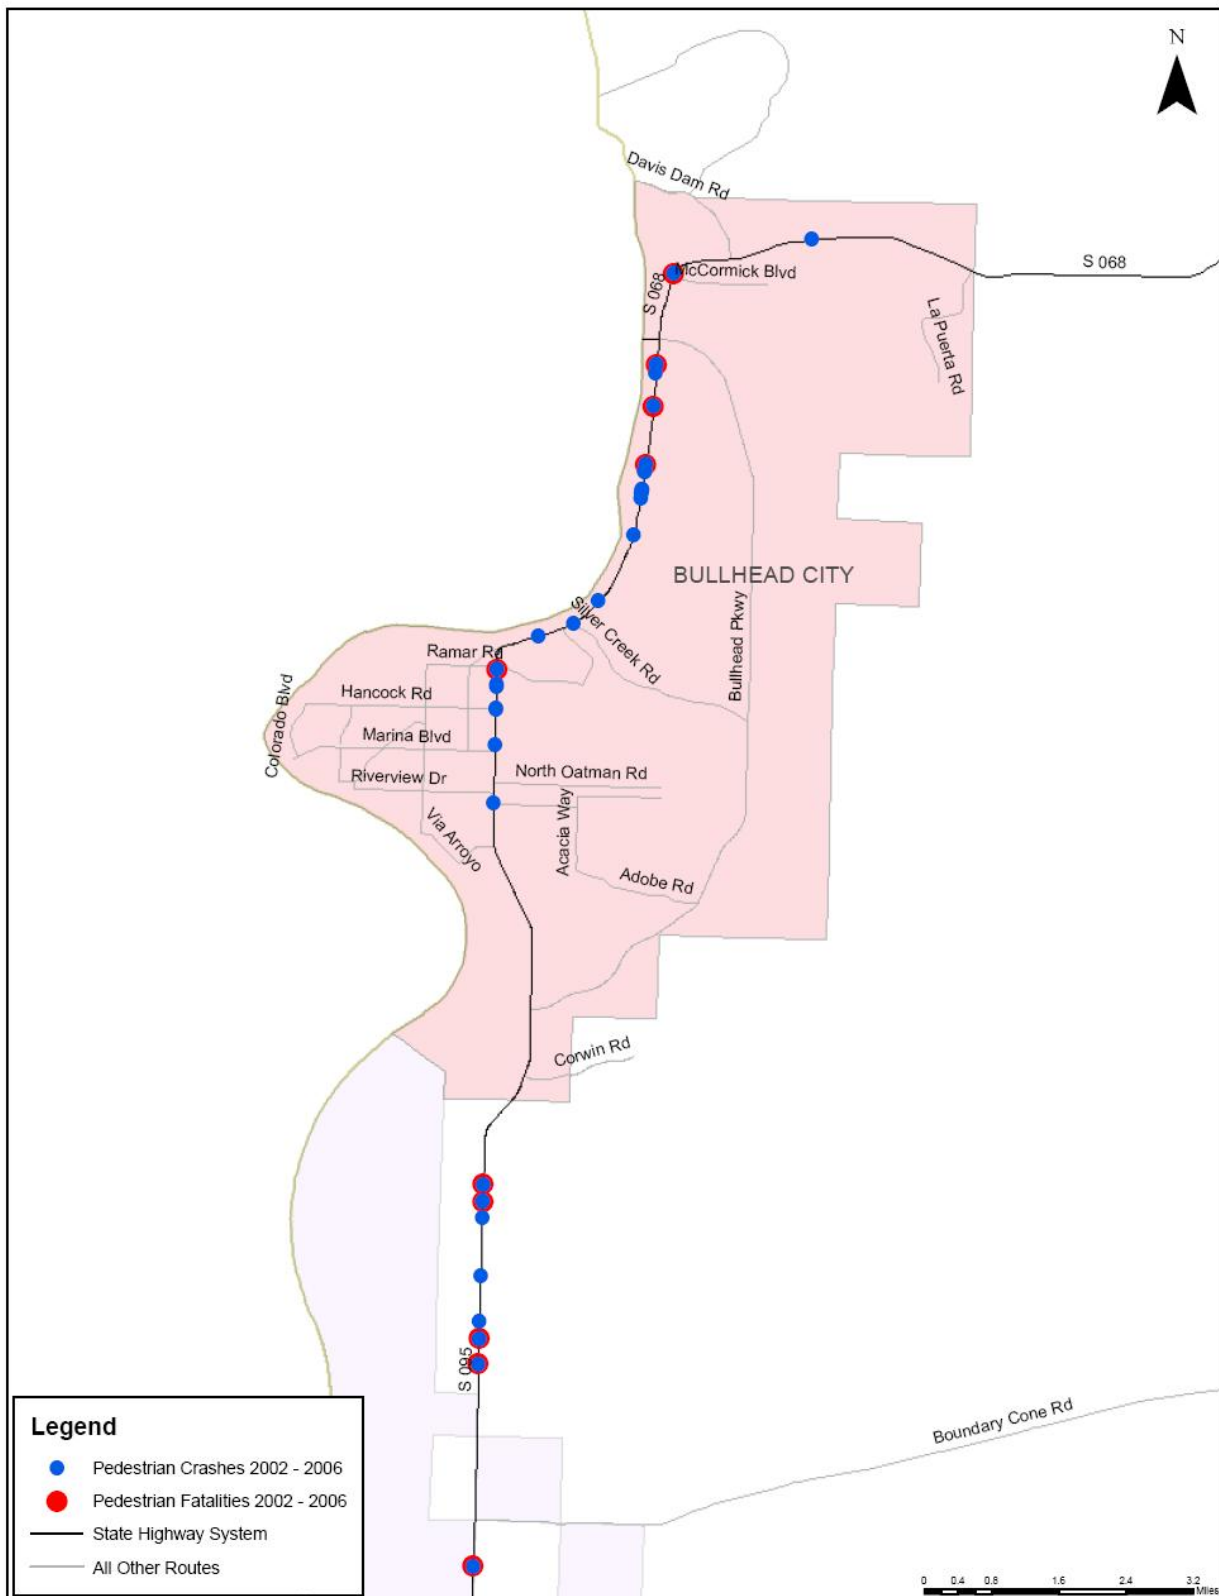 N
Davis Dam Rd
McCormick Blvd
S 068
S 068
La Puerta Rd
BULLHEAD CITY
Silver Creek Rd
Bullhead Pkwy
Ramar Rd
Hancock Rd
Colorado Blvd
Marina Blvd
Riverview Dr
North Oatman Rd
Via Arroyo
Acacia Way
Adobe Rd
Corwin Rd
S 095
Boundary Cone Rd
Legend
Pedestrian Crashes 2002 - 2006
Pedestrian Fatalities 2002 - 2006
State Highway System
All Other Routes
0 0.4 0.8 1.6 2.4 3.2
Miles